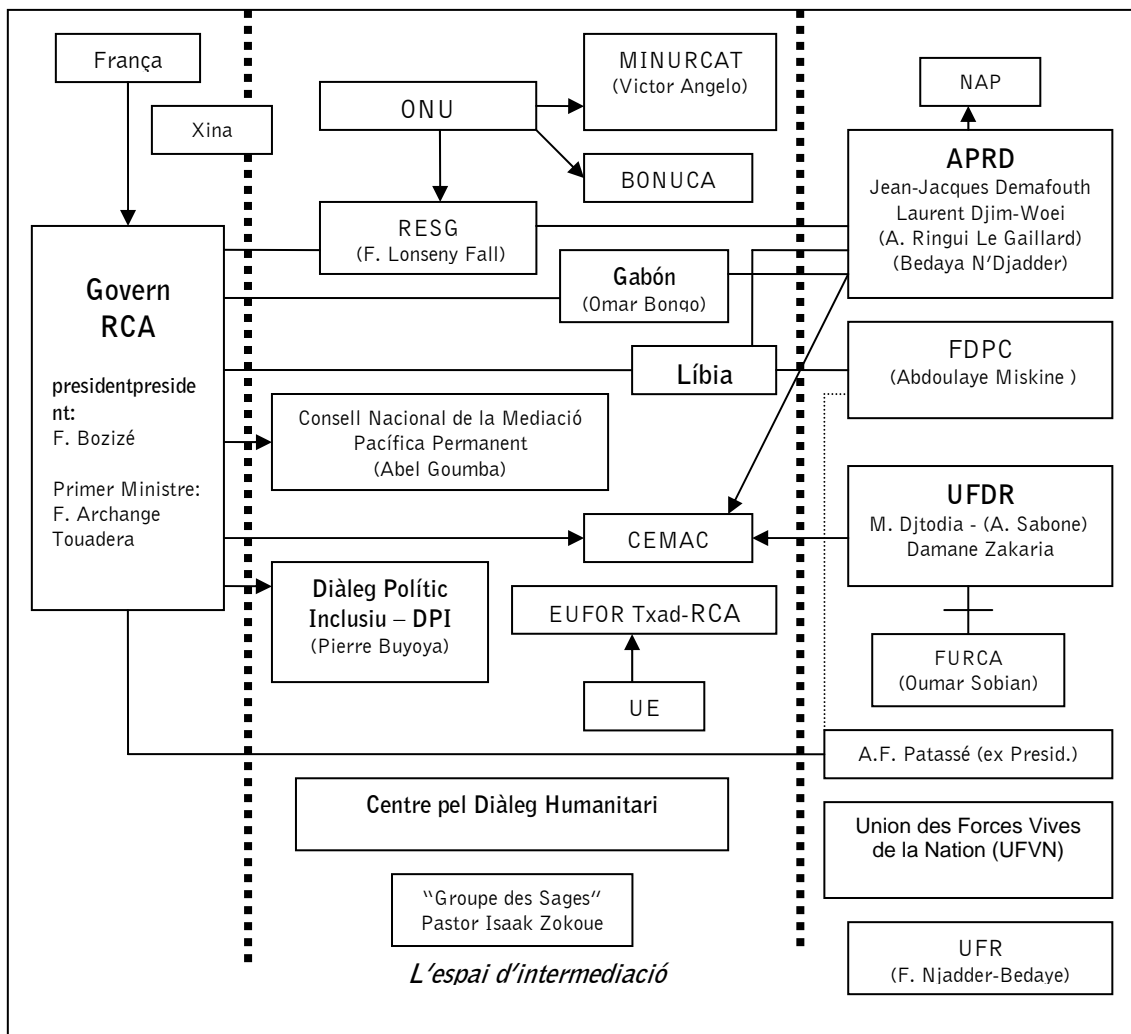 França
Xina
Govern
RCA
presidentpreside
nt:
F. Bozizé
Primer Ministre:
F. Archange
Touadera
ONU
MINURCAT
(Victor Angelo)
BONUCA
RESG
(F. Lonseny Fall)
Gabón
(Omar Bongo)
Líbia
Consell Nacional de la Mediació
Pacífica Permanent
(Abel Goumba)
CEMAC
Diàleg Polític
Inclusiu – DPI
(Pierre Buyoya)
EUFOR Txad-RCA
UE
Centre pel Diàleg Humanitari
"Groupe des Sages"
Pastor Isaak Zokoue
L'espai d'intermediació
NAP
APRD
Jean-Jacques Demafouth
Laurent Djim-Woei
(A. Ringui Le Gaillard)
(Bedaya N'Djadder)
FDPC
(Abdoulaye Miskine )
UFDR
M. Djtodia - (A. Sabone)
Damane Zakaria
FURCA
(Oumar Sobian)
A.F. Patassé (ex Presid.)
Union des Forces Vives
de la Nation (UFVN)
UFR
(F. Njadder-Bedaye)